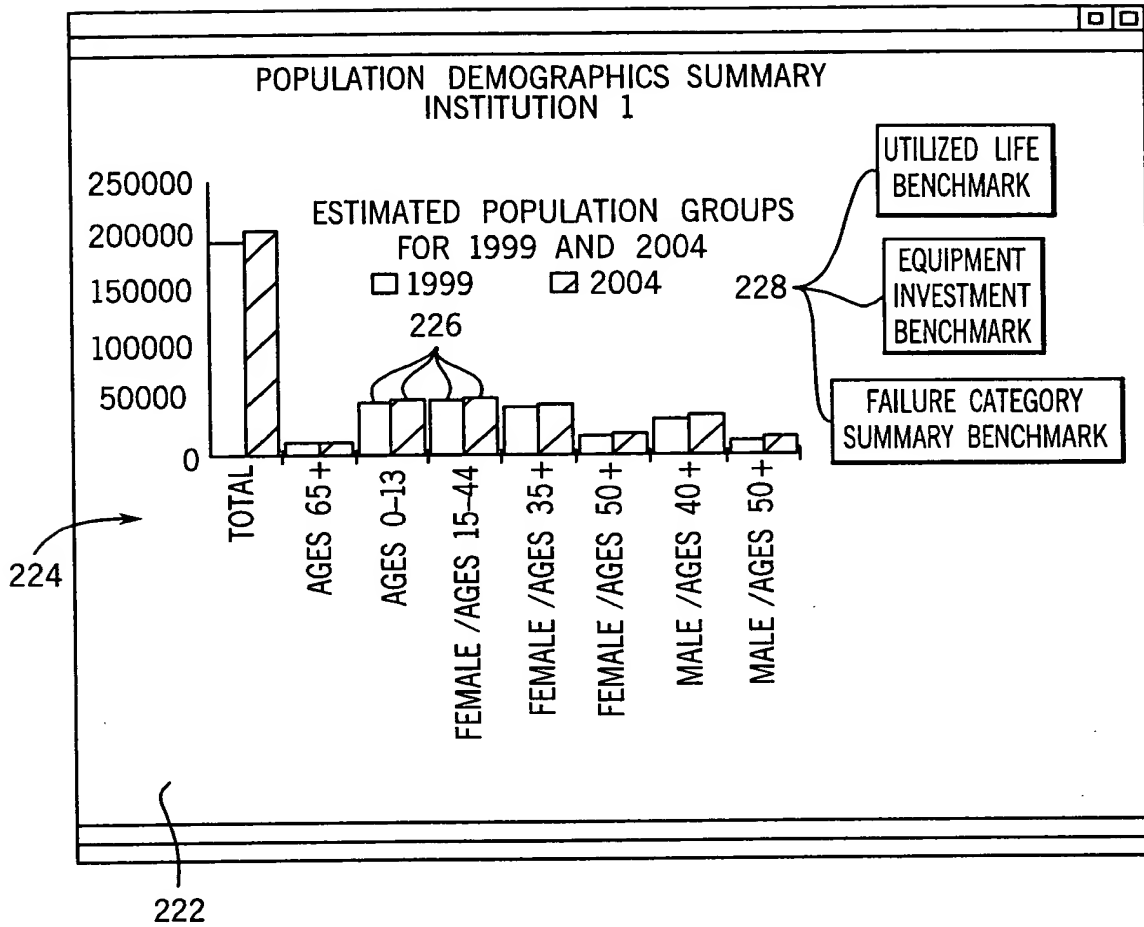 POPULATION DEMOGRAPHICS SUMMARY
INSTITUTION 1
UTILIZED LIFE
BENCHMARK
EQUIPMENT
INVESTMENT
BENCHMARK
FAILURE CATEGORY
SUMMARY BENCHMARK
228
ESTIMATED POPULATION GROUPS
FOR 1999 AND 2004
1999
2004
226
250000
200000
150000
100000
50000
0
TOTAL
AGES 65+
AGES 0-13
FEMALE /AGES 15-44
FEMALE /AGES 35+
FEMALE /AGES 50+
MALE /AGES 40+
MALE /AGES 50+
224
222